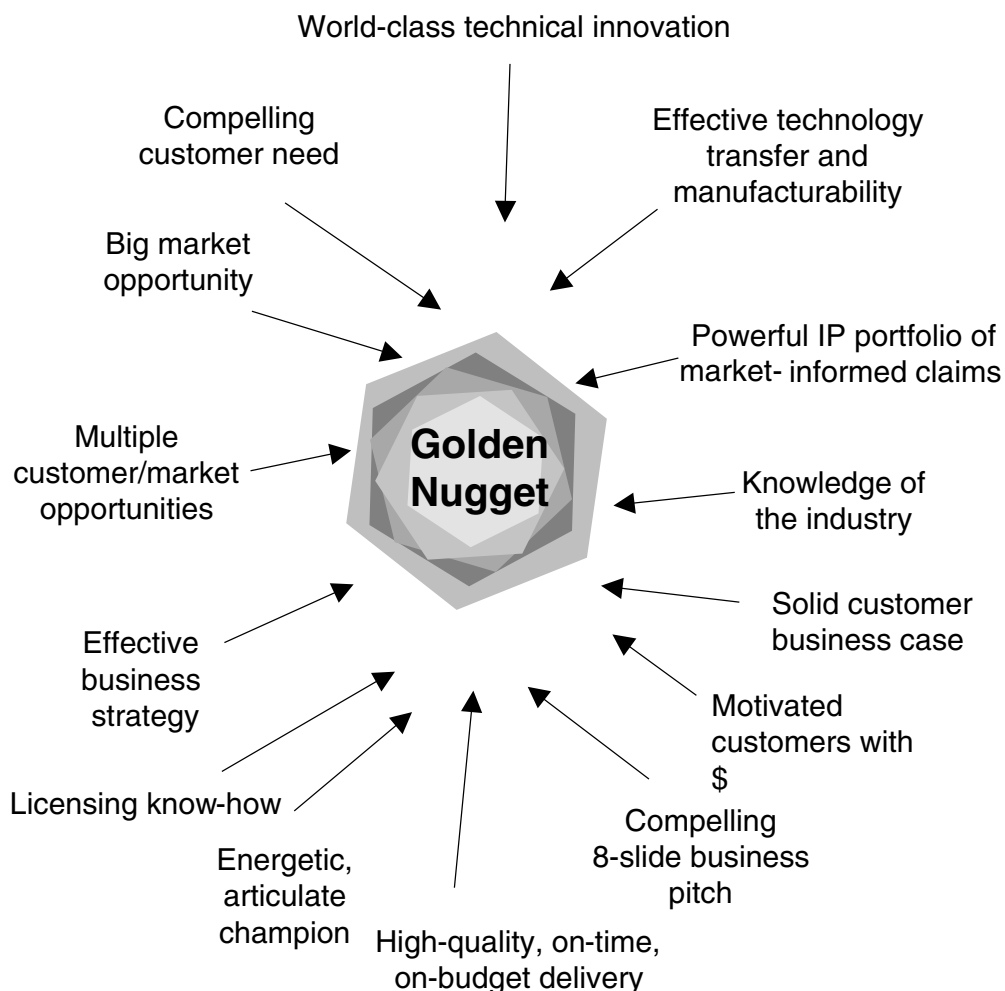 World-class technical innovation
Compelling
customer need
Effective technology
transfer and
manufacturability
Big market
opportunity
Powerful IP portfolio of
market- informed claims
Multiple
customer/market
opportunities
Golden
Nugget
Knowledge of
the industry
Solid customer
business case
Effective
business
strategy
Motivated
customers with
$
Licensing know-how
Compelling
8-slide business
pitch
Energetic,
articulate
champion
High-quality, on-time,
on-budget delivery